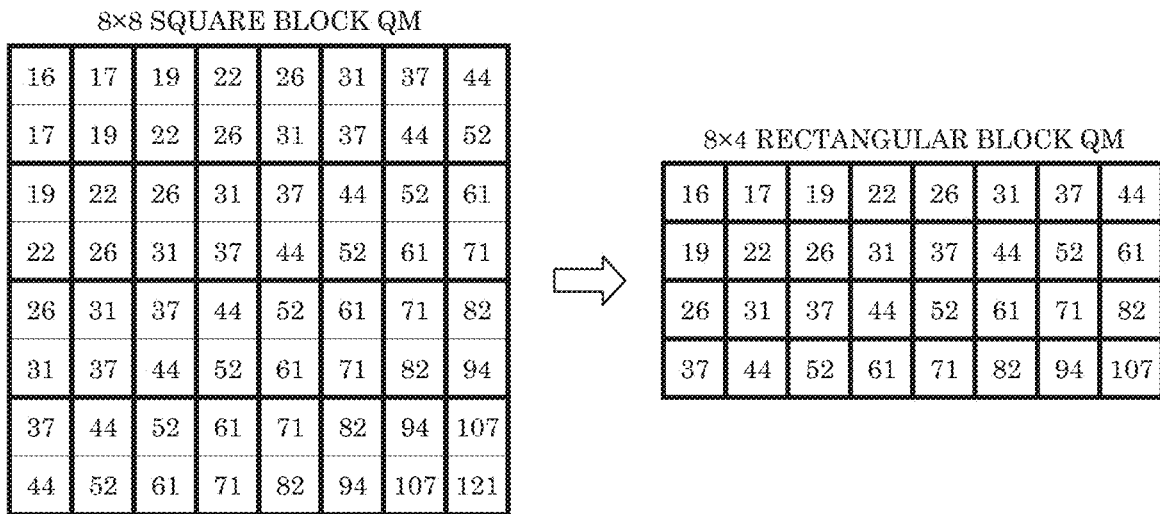 8×8 SQUARE BLOCK QM
16 17 19 22 26 31 37 44
17 19 22 26 31 37 44 52
19 22 26 31 37 44 52 61
22 26 31 37 44 52 61 71
26 31 37 44 52 61 71 82
31 37 44 52 61 71 82 94
37 44 52 61 71 82 94 107
44 52 61 71 82 94 107 121
8×4 RECTANGULAR BLOCK QM
16 17 19 22 26 31 37 44
19 22 26 31 37 44 52 61
26 31 37 44 52 61 71 82
37 44 52 61 71 82 94 107